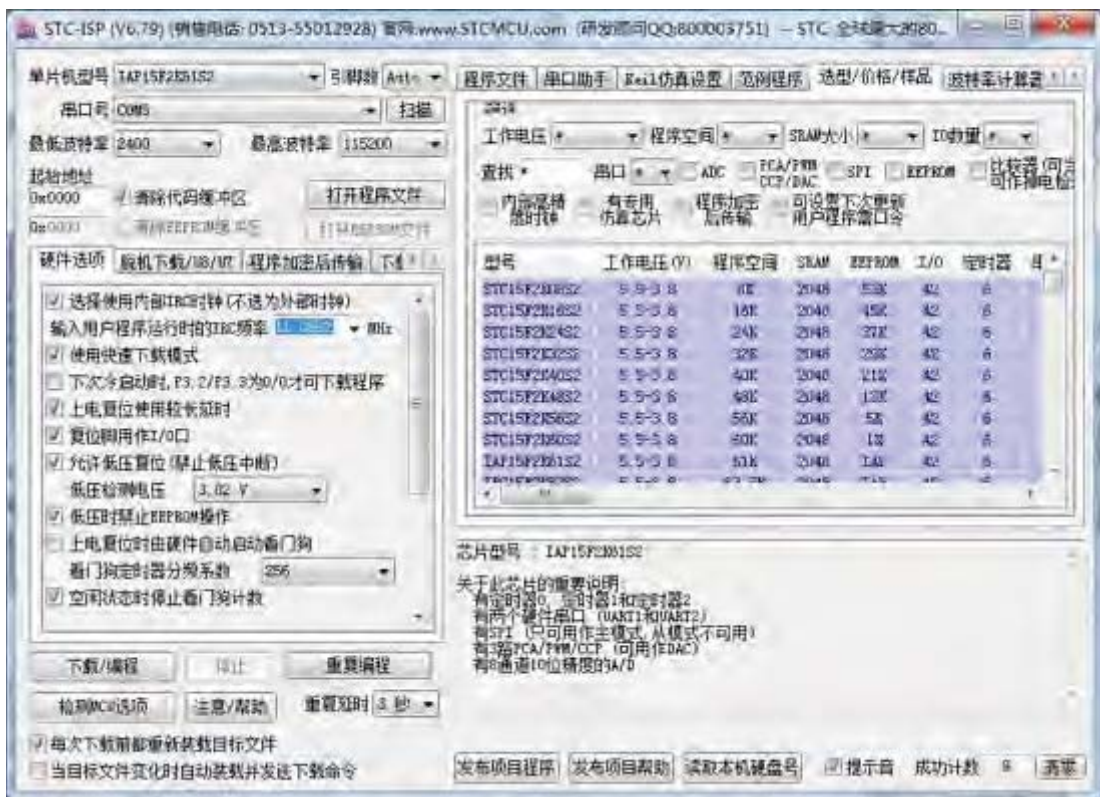 STC-ISP (V6.79) (销售电话: 0513-55012928) 官网:www.STCMCU.com (研发顾问QQ:800003751) -- STC 全球最大的80...
单片机型号 IAP15F2K61S2 引脚数 Auto
串口号 COM5 扫描
最低波特率 2400 最高波特率 115200
起始地址
0x0000 清除代码缓冲区 打开程序文件
0x0000 清除EEPROM缓冲区 打开EEPROM文件
硬件选项 脱机下载/U8/U7 程序加密后传输
选择使用内部IRC时钟(不选为外部时钟)
输入用户程序运行时的IRC频率 MHz
使用快速下载模式
下次冷启动时, P3.2/P3.3为0/0才可下载程序
上电复位使用较长延时
复位脚用作I/O口
允许低压复位(禁止低压中断)
低压检测电压 3.82 V
低压时禁止EEPROM操作
上电复位时由硬件自动启动看门狗
看门狗定时器分频系数 256
空闲状态时停止看门狗计数
下载/编程 停止 重复编程
检测MCU选项 注意/帮助 重复延时 3 秒
每次下载前都重新装载目标文件
当目标文件变化时自动装载并发送下载命令
程序文件 串口助手 Keil仿真设置 范例程序 选型/价格/样品 波特率计算器
选择
工作电压 * 程序空间 * SRAM大小 * IO数量 *
查找 * 串口 * ADC PCA/PWM CCP/DAC SPI EEPROM 比较器(可当
可作掉电检
内部高精 有专用 程序加密 可设置下次更新
准时钟 仿真芯片 后传输 用户程序需口令
型号 工作电压(V) 程序空间 SRAM EEPROM I/O 定时器
STC15F2K08S2 5.5-3.8 8K 2048 53K 42 6
STC15F2K16S2 5.5-3.8 16K 2048 45K 42 6
STC15F2K24S2 5.5-3.8 24K 2048 37K 42 6
STC15F2K32S2 5.5-3.8 32K 2048 29K 42 6
STC15F2K40S2 5.5-3.8 40K 2048 21K 42 6
STC15F2K48S2 5.5-3.8 48K 2048 13K 42 6
STC15F2K56S2 5.5-3.8 56K 2048 5K 42 6
STC15F2K60S2 5.5-3.8 60K 2048 1K 42 6
IAP15F2K61S2 5.5-3.8 61K 2048 IAP 42 6
芯片型号 : IAP15F2K61S2
关于此芯片的重要说明:
有定时器0、定时器1和定时器2
有两个硬件串口 (UART1和UART2)
有SPI (只可用作主模式,从模式不可用)
有3路PCA/PWM/CCP (可用作DAC)
有8通道10位精度的A/D
发布项目程序 发布项目帮助 读取本机硬盘号 提示音 成功计数 清零